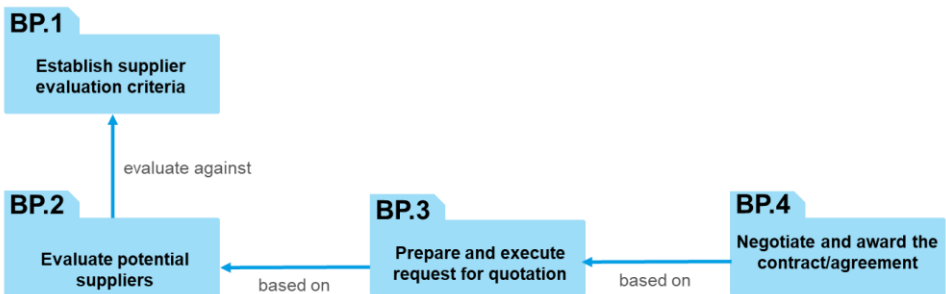 BP.1
Establish supplier
evaluation criteria
evaluate against
BP.2
Evaluate potential
suppliers
based on
BP.3
Prepare and execute
request for quotation
based on
BP.4
Negotiate and award the
contract/agreement